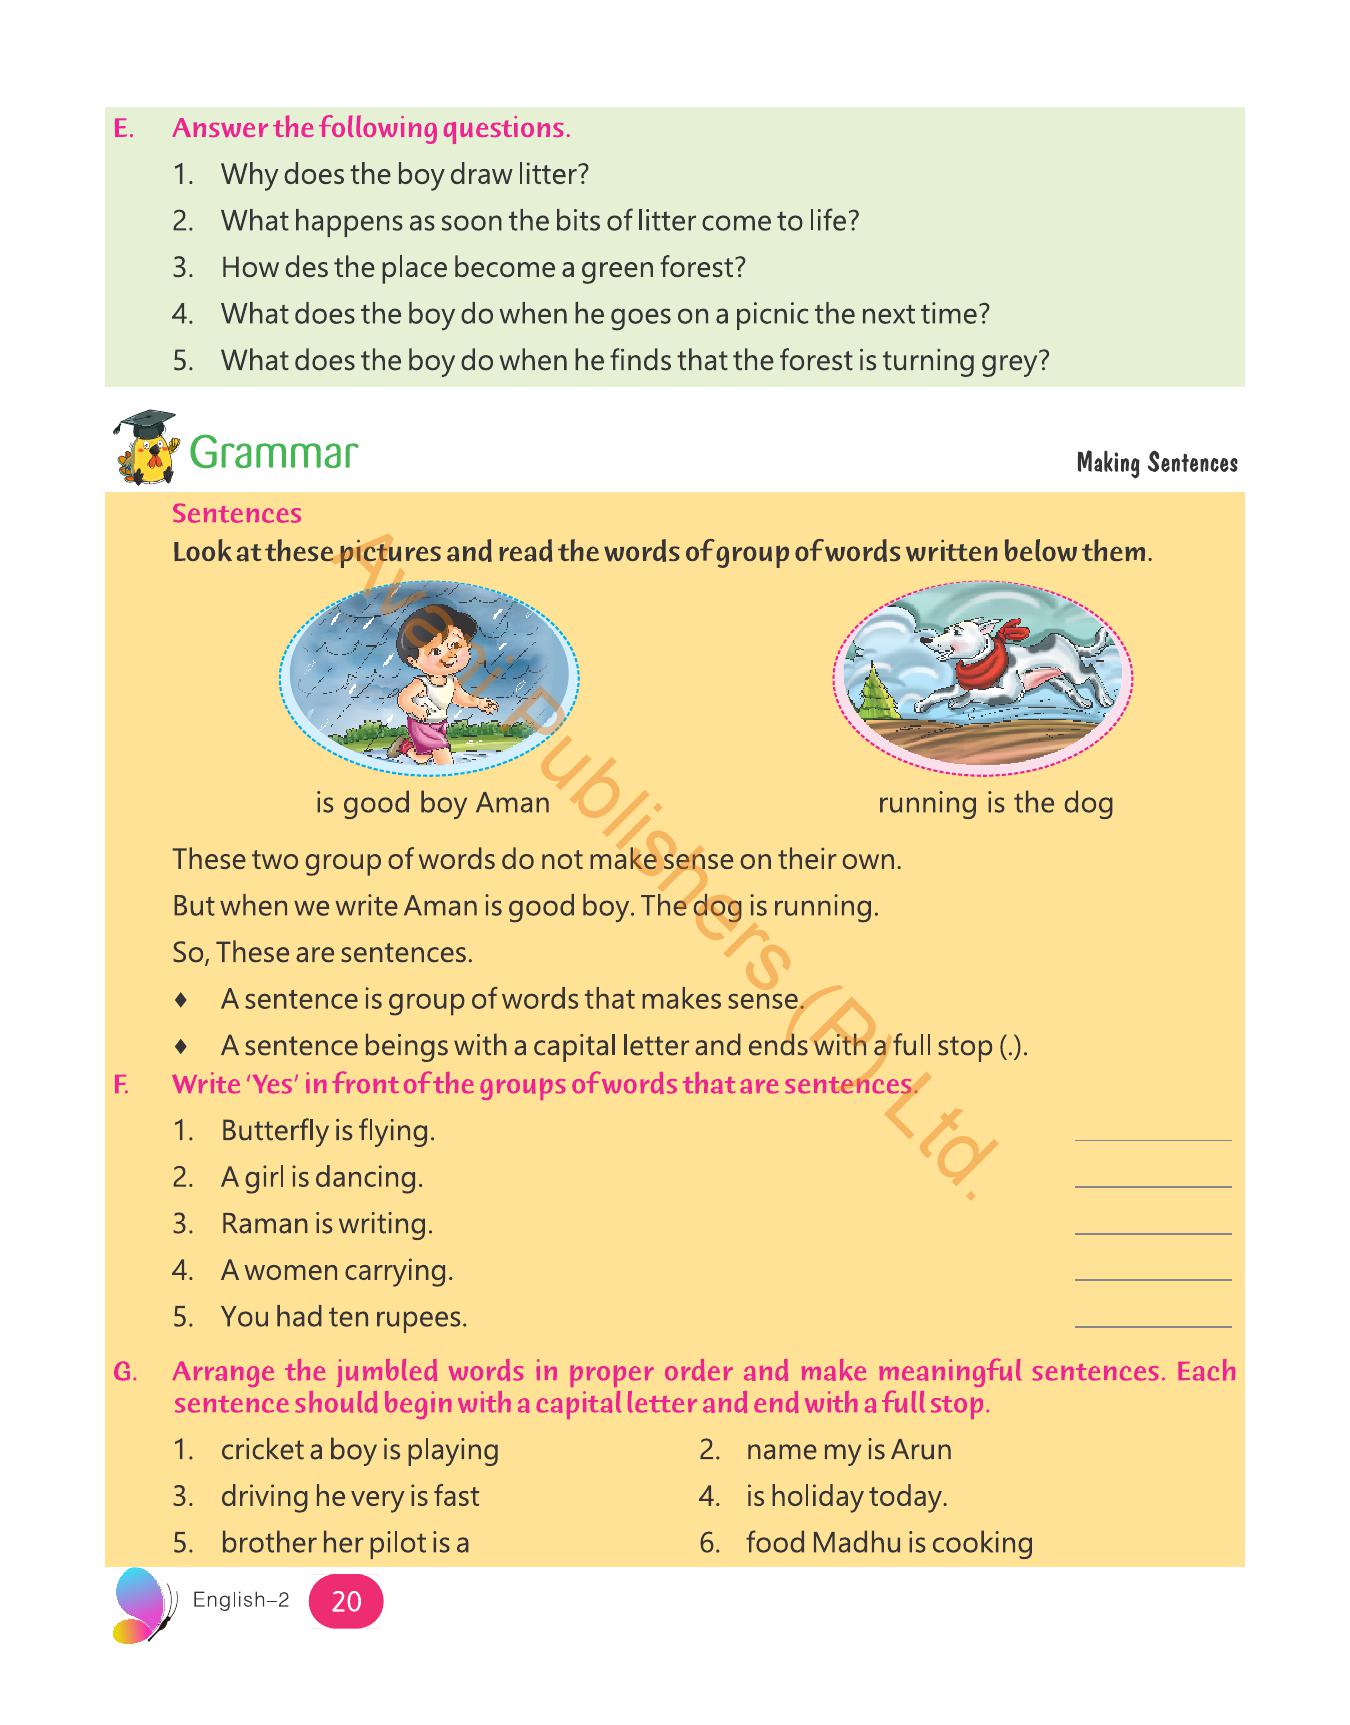 E. Answer the following questions.
1. Why does the boy draw litter?
2. What happens as soon the bits of litter come to life?
3. How des the place become a green forest?
4. What does the boy do when he goes on a picnic the next time?
5. What does the boy do when he finds that the forest is turning grey?
Grammar
Making Sentences
Sentences
Look at these pictures and read the words of group of words written below them.
is good boy Aman
running is the dog
These two group of words do not make sense on their own.
But when we write Aman is good boy. The dog is running.
So, These are sentences.
♦ A sentence is group of words that makes sense.
♦ A sentence beings with a capital letter and ends with a full stop (.).
F. Write ‘Yes’ in front of the groups of words that are sentences.
1. Butterfly is flying.
2. A girl is dancing.
3. Raman is writing.
4. A women carrying.
5. You had ten rupees.
G. Arrange the jumbled words in proper order and make meaningful sentences. Each
sentence should begin with a capital letter and end with a full stop.
1. cricket a boy is playing
2. name my is Arun
3. driving he very is fast
4. is holiday today.
5. brother her pilot is a
6. food Madhu is cooking
English–2
20
Publishers (P) Ltd.